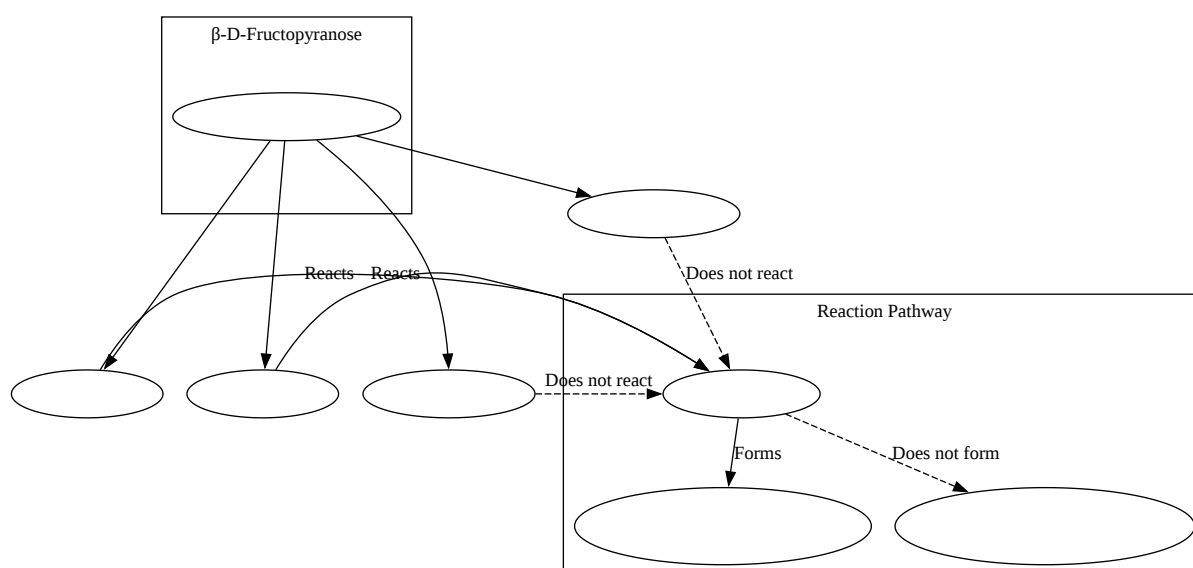 β-D-Fructopyranose
Reacts
Reacts
Does not react
Reaction Pathway
Does not react
Forms
Does not form